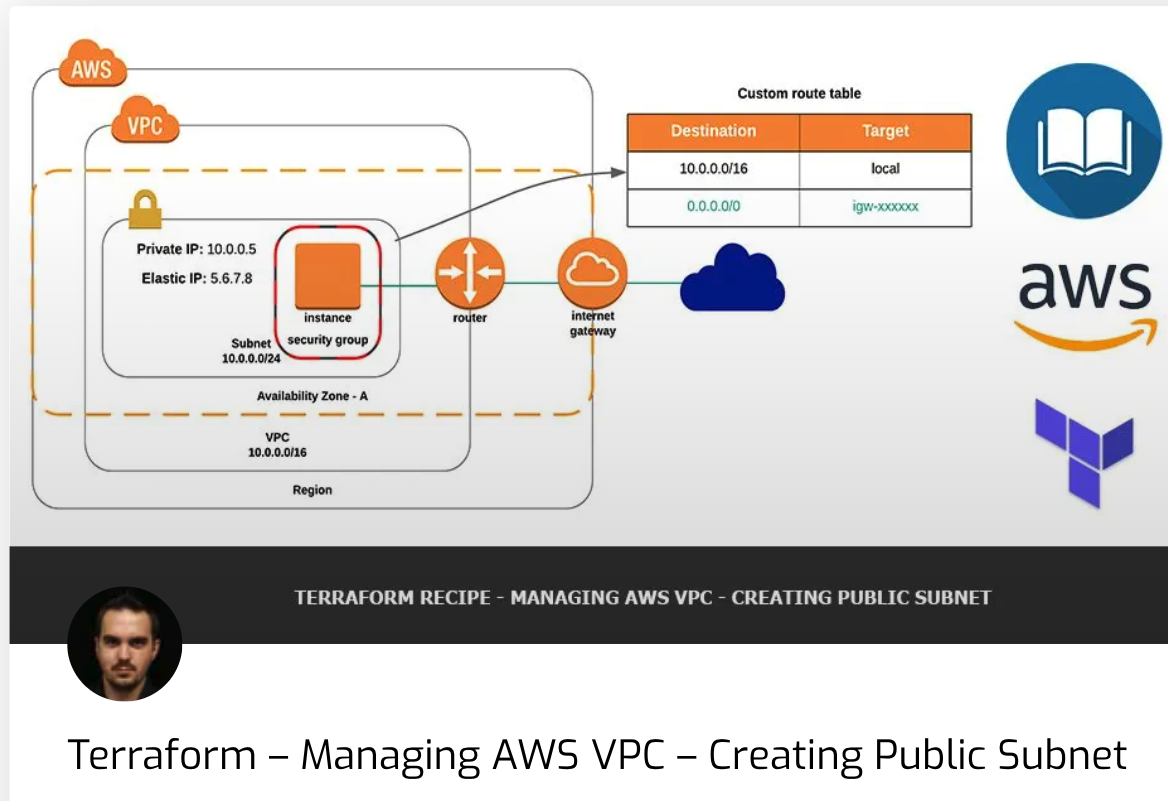 AWS
VPC
Custom route table
Destination Target
10.0.0.0/16 local
0.0.0.0/0 igw-xxxxxx
Private IP: 10.0.0.5
Elastic IP: 5.6.7.8
instance
security group
Subnet
10.0.0.0/24
router
internet
gateway
Availability Zone - A
VPC
10.0.0.0/16
Region
aws
TERRAFORM RECIPE - MANAGING AWS VPC - CREATING PUBLIC SUBNET
Terraform – Managing AWS VPC – Creating Public Subnet